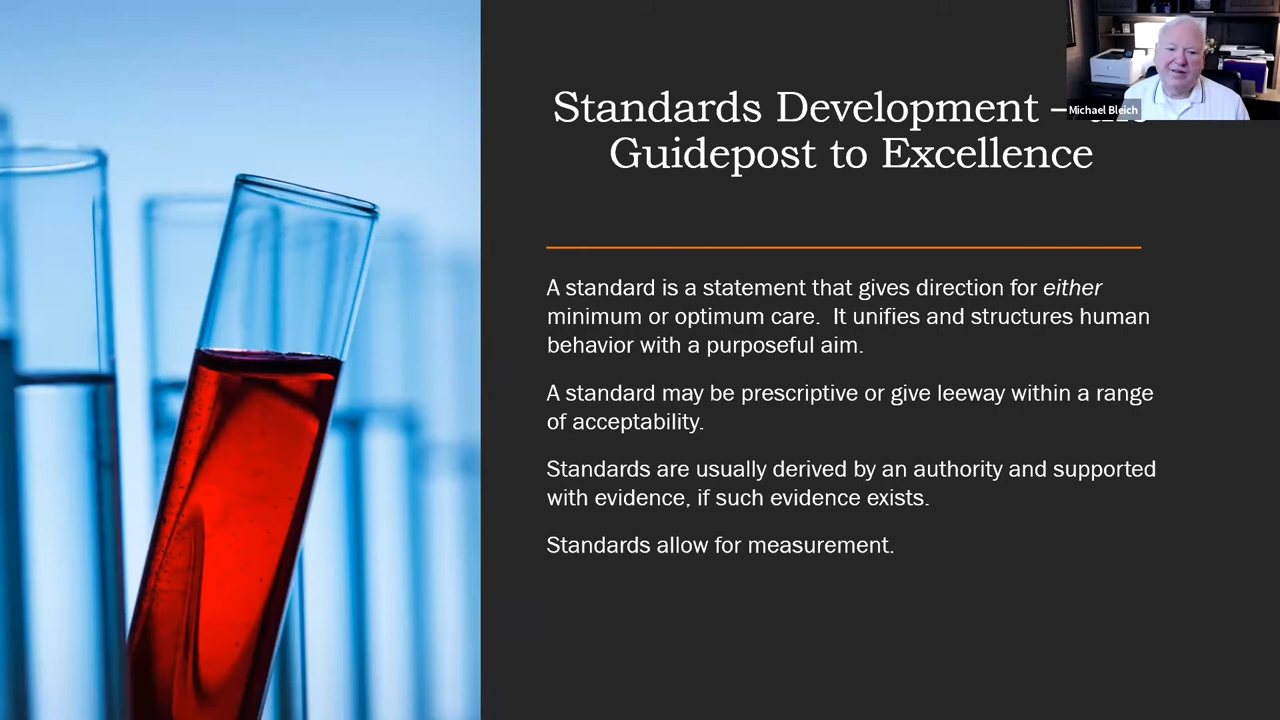 Standards Development –
Guidepost to Excellence
Michael Bleich
A standard is a statement that gives direction for either
minimum or optimum care.  It unifies and structures human
behavior with a purposeful aim.
A standard may be prescriptive or give leeway within a range
of acceptability.
Standards are usually derived by an authority and supported
with evidence, if such evidence exists.
Standards allow for measurement.